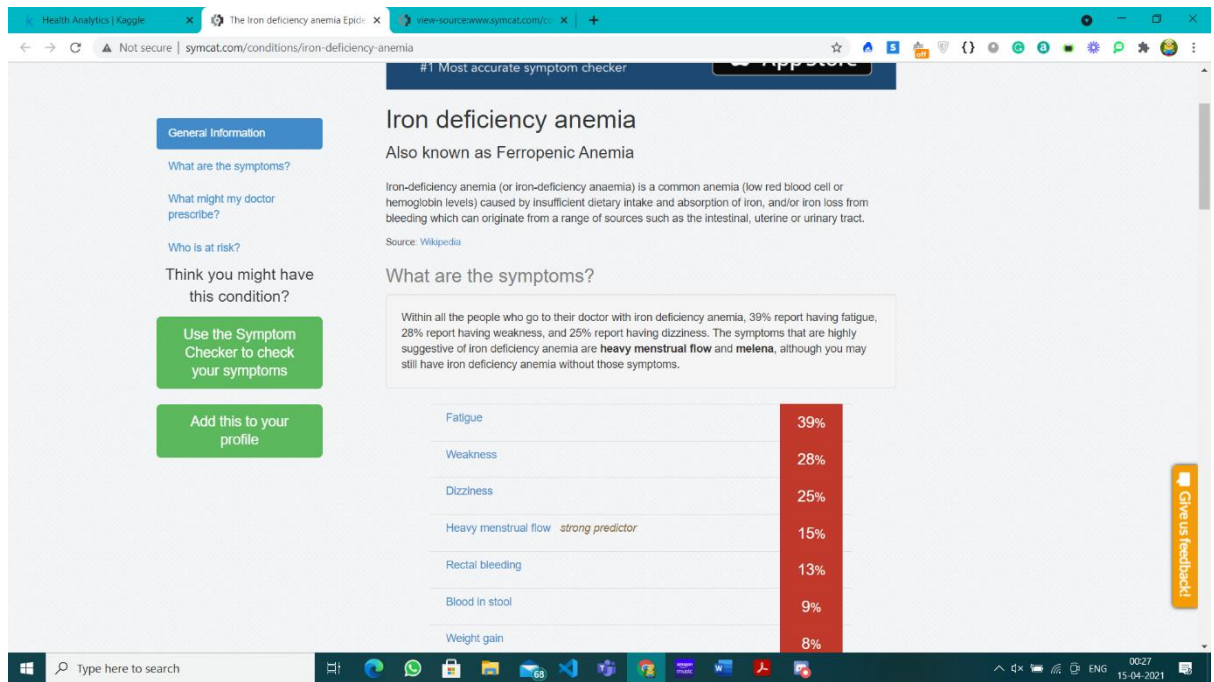 Health Analytics | Kaggle
The Iron deficiency anemia Epide
view-source:www.symcat.com/co
Not secure | symcat.com/conditions/iron-deficiency-anemia
off
#1 Most accurate symptom checker
App Store
General Information
What are the symptoms?
What might my doctor
prescribe?
Who is at risk?
Think you might have
this condition?
Use the Symptom
Checker to check
your symptoms
Add this to your
profile
Iron deficiency anemia
Also known as Ferropenic Anemia
Iron-deficiency anemia (or iron-deficiency anaemia) is a common anemia (low red blood cell or
hemoglobin levels) caused by insufficient dietary intake and absorption of iron, and/or iron loss from
bleeding which can originate from a range of sources such as the intestinal, uterine or urinary tract.
Source: Wikipedia
What are the symptoms?
Within all the people who go to their doctor with iron deficiency anemia, 39% report having fatigue,
28% report having weakness, and 25% report having dizziness. The symptoms that are highly
suggestive of iron deficiency anemia are heavy menstrual flow and melena, although you may
still have iron deficiency anemia without those symptoms.
Fatigue 39%
Weakness 28%
Dizziness 25%
Heavy menstrual flow strong predictor 15%
Rectal bleeding 13%
Blood in stool 9%
Weight gain 8%
Give us feedback!
Type here to search
68
amazon music
ENG
00:27
15-04-2021